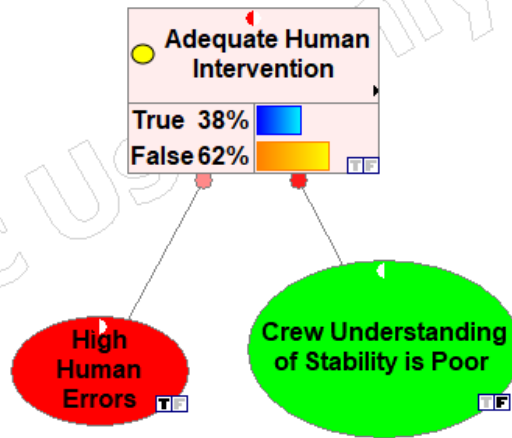 Adequate Human
Intervention
True 38%
False 62%
TF
High
Human
Errors
TF
Crew Understanding
of Stability is Poor
TF